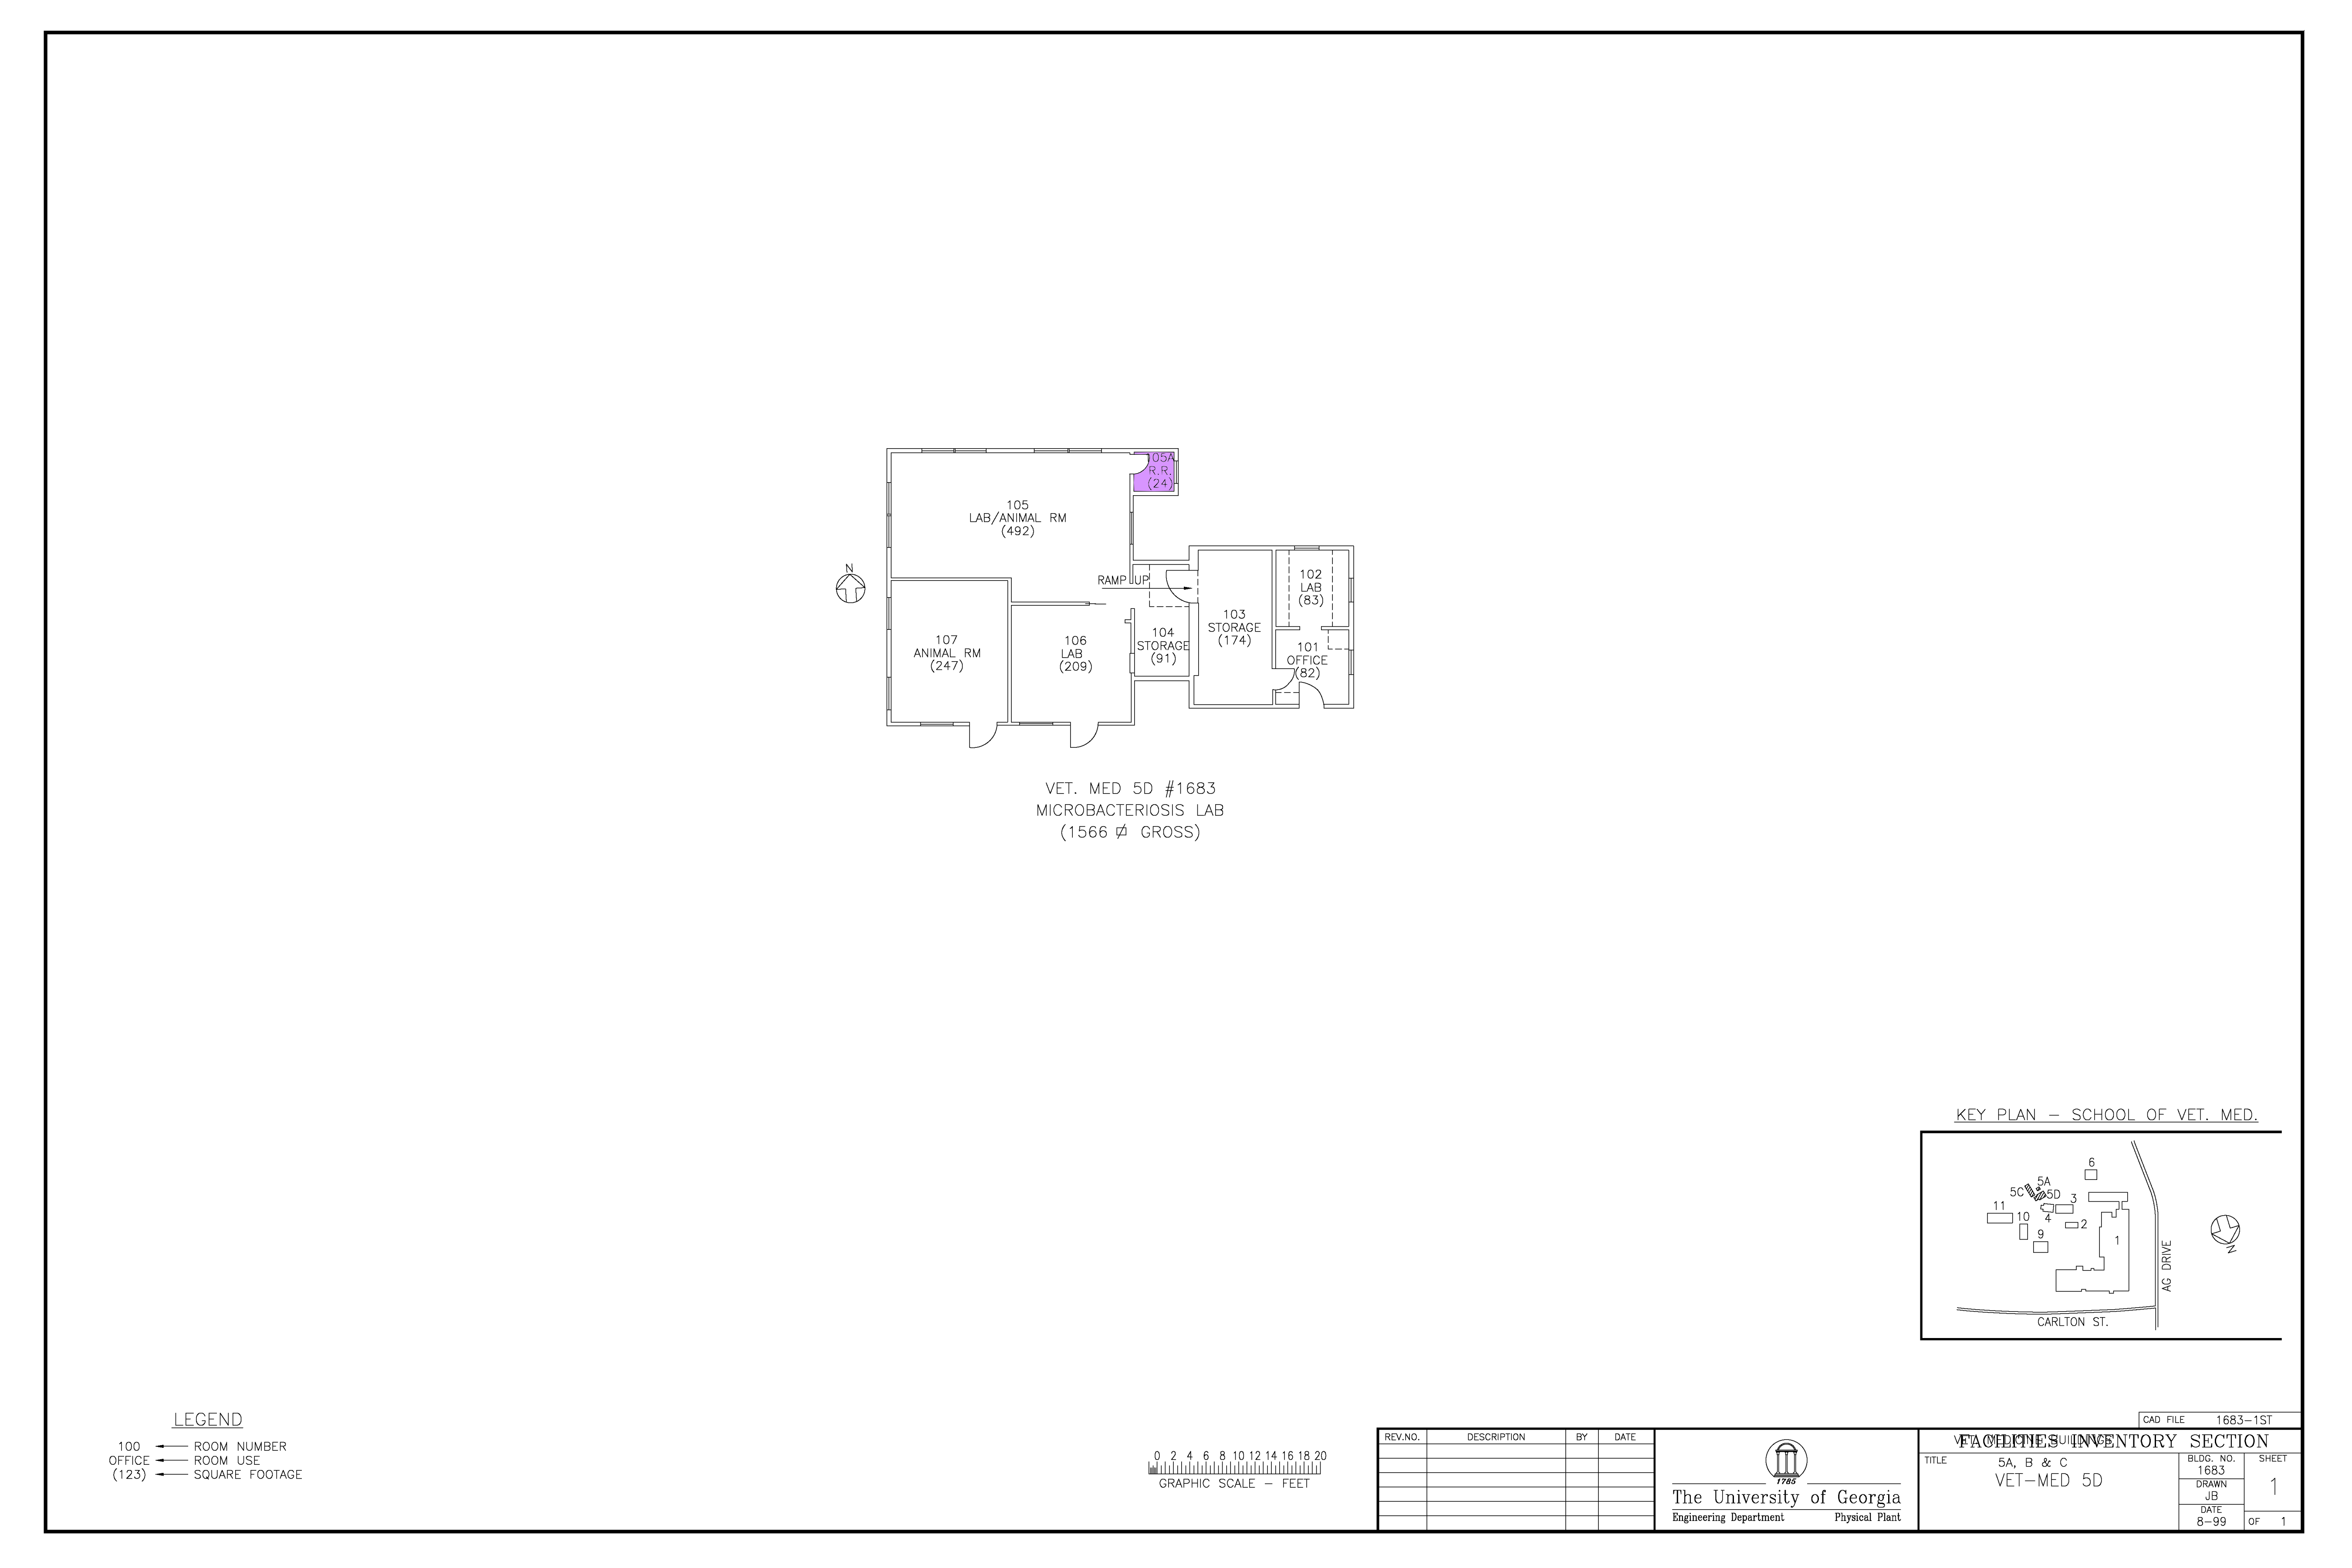 105A
R.R.
(24)
105
LAB/ANIMAL RM
(492)
N
RAMP UP
102
LAB
(83)
103
STORAGE
(174)
104
STORAGE
(91)
101
OFFICE
(82)
107
ANIMAL RM
(247)
106
LAB
(209)
VET. MED 5D #1683
MICROBACTERIOSIS LAB
(1566 GROSS)
KEY PLAN – SCHOOL OF VET. MED.
6
5A
5C
5D
3
11
10
4
2
9
1
N
AG DRIVE
CARLTON ST.
LEGEND
100 ROOM NUMBER
OFFICE ROOM USE
(123) SQUARE FOOTAGE
0 2 4 6 8 10 12 14 16 18 20
GRAPHIC SCALE – FEET
REV.NO. DESCRIPTION BY DATE
1785
The University of Georgia
Engineering Department Physical Plant
CAD FILE 1683-1ST
VET. MEDICINE BUILDINGS
FACILITIES INVENTORY SECTION
TITLE
5A, B & C
VET-MED 5D
BLDG. NO.
1683
DRAWN
JB
DATE
8-99
SHEET
1
OF 1